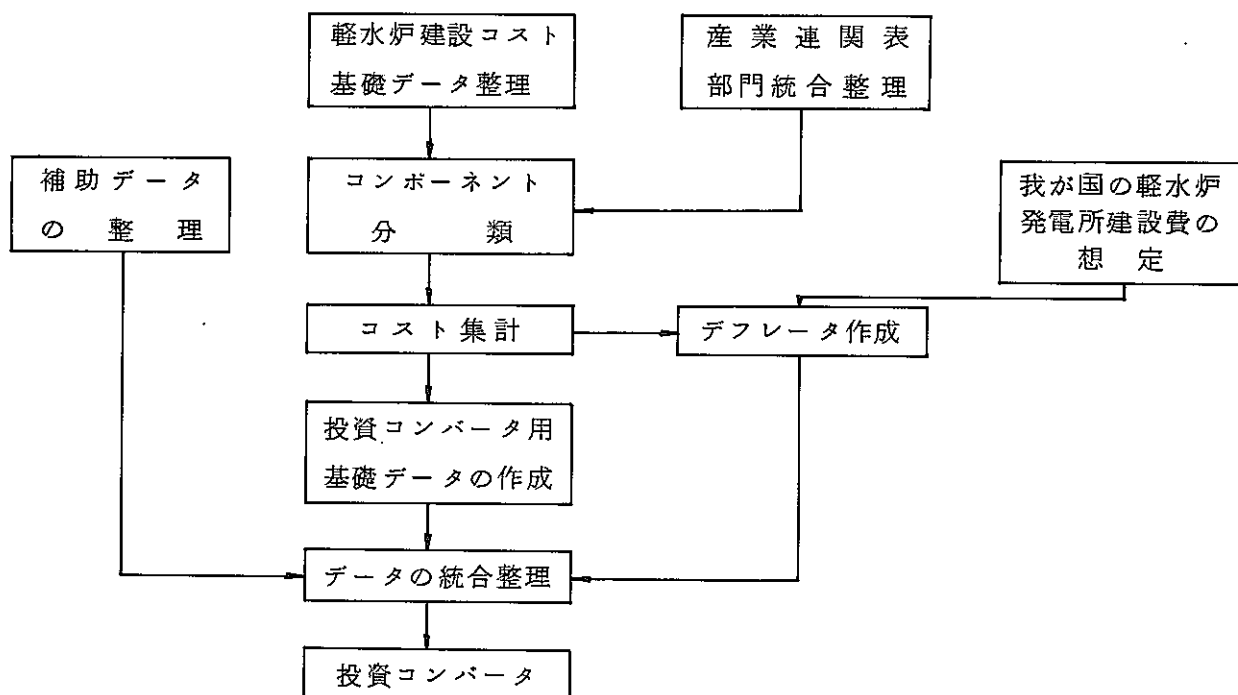 軽水炉建設コスト
基礎データ整理
産業連関表
部門統合整理
補助データ
の整理
コンポーネント
分類
我が国の軽水炉
発電所建設費の
想定
コスト集計
デフレータ作成
投資コンバータ用
基礎データの作成
データの統合整理
投資コンバータ